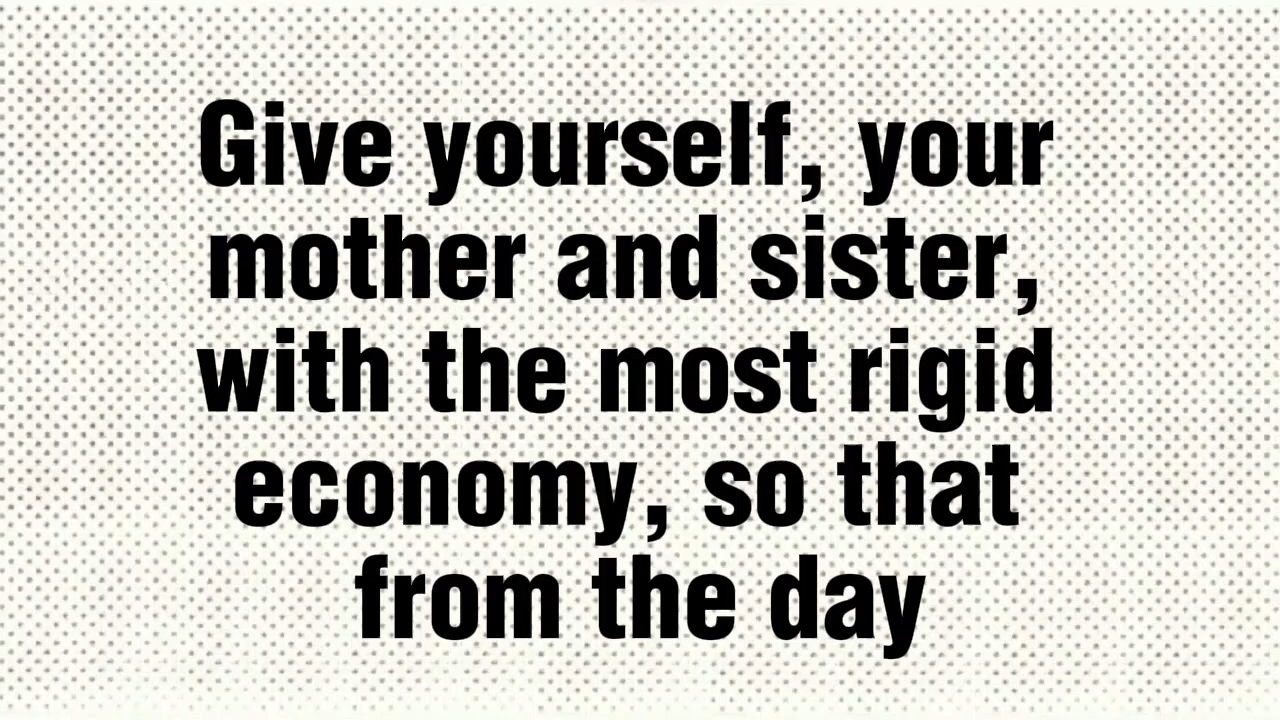 Give yourself, your
mother and sister,
with the most rigid
economy, so that
from the day